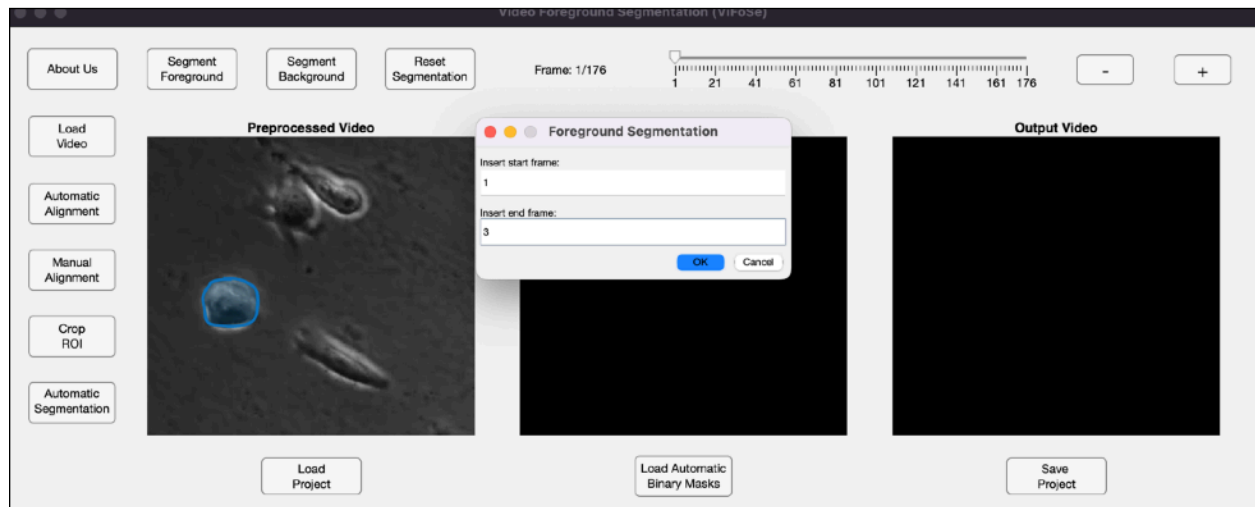 Video Foreground Segmentation (ViFoSe)
About Us
Segment
Foreground
Segment
Background
Reset
Segmentation
Frame: 1/176
1 21 41 61 81 101 121 141 161 176
-
+
Load
Video
Automatic
Alignment
Manual
Alignment
Crop
ROI
Automatic
Segmentation
Preprocessed Video
Foreground Segmentation
Insert start frame:
1
Insert end frame:
3
OK Cancel
Output Video
Load
Project
Load Automatic
Binary Masks
Save
Project